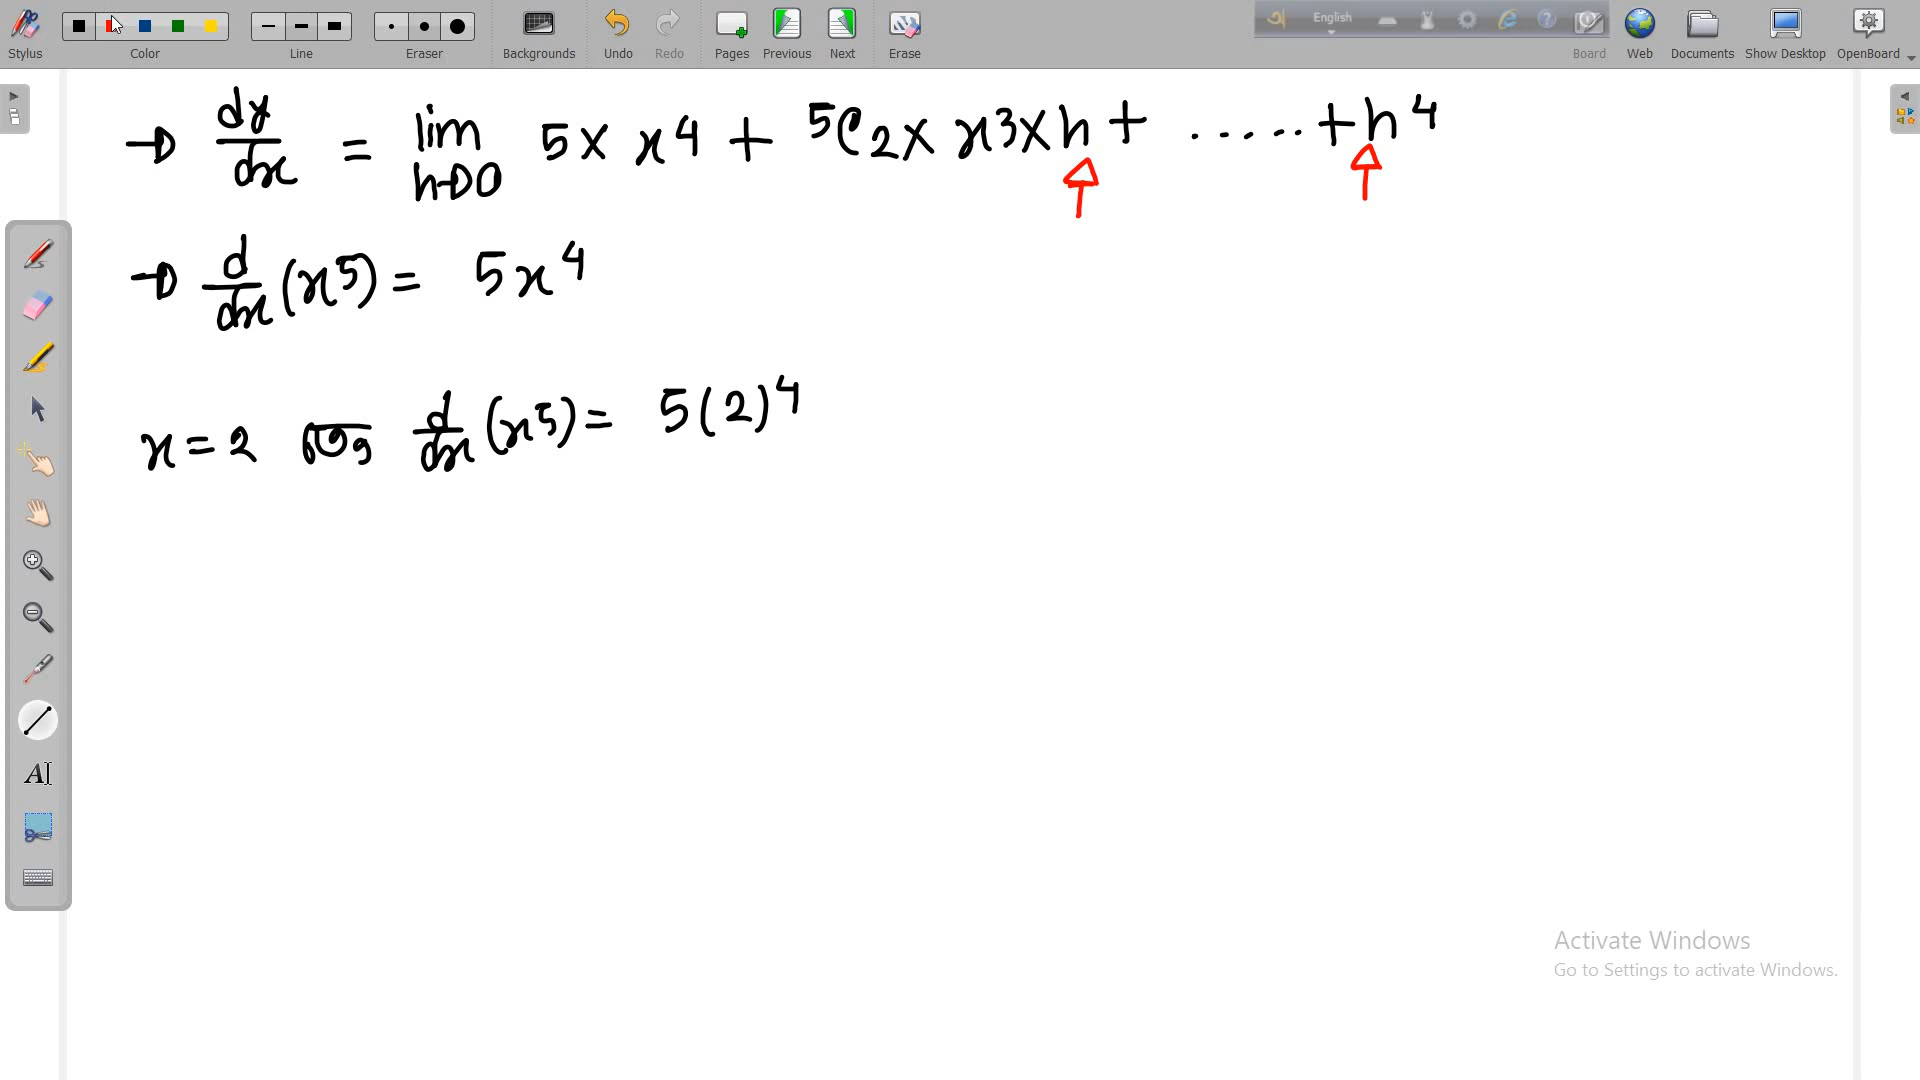 Stylus Color Line Eraser Backgrounds Undo Redo Pages Previous Next Erase English Board Web Documents Show Desktop OpenBoard
→ dy/dx = lim h→0 5 × x⁴ + ⁵C₂ × x³ × h + ..... + h⁴
→ d/dx (x⁵) = 5x⁴
x = 2 d/dx (x⁵) = 5(2)⁴
Activate Windows
Go to Settings to activate Windows.